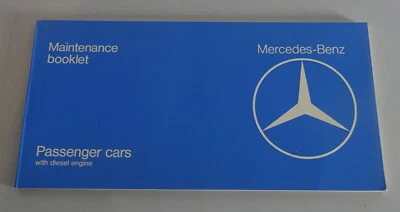 Maintenance
booklet
Mercedes-Benz
Passenger cars
with diesel engine